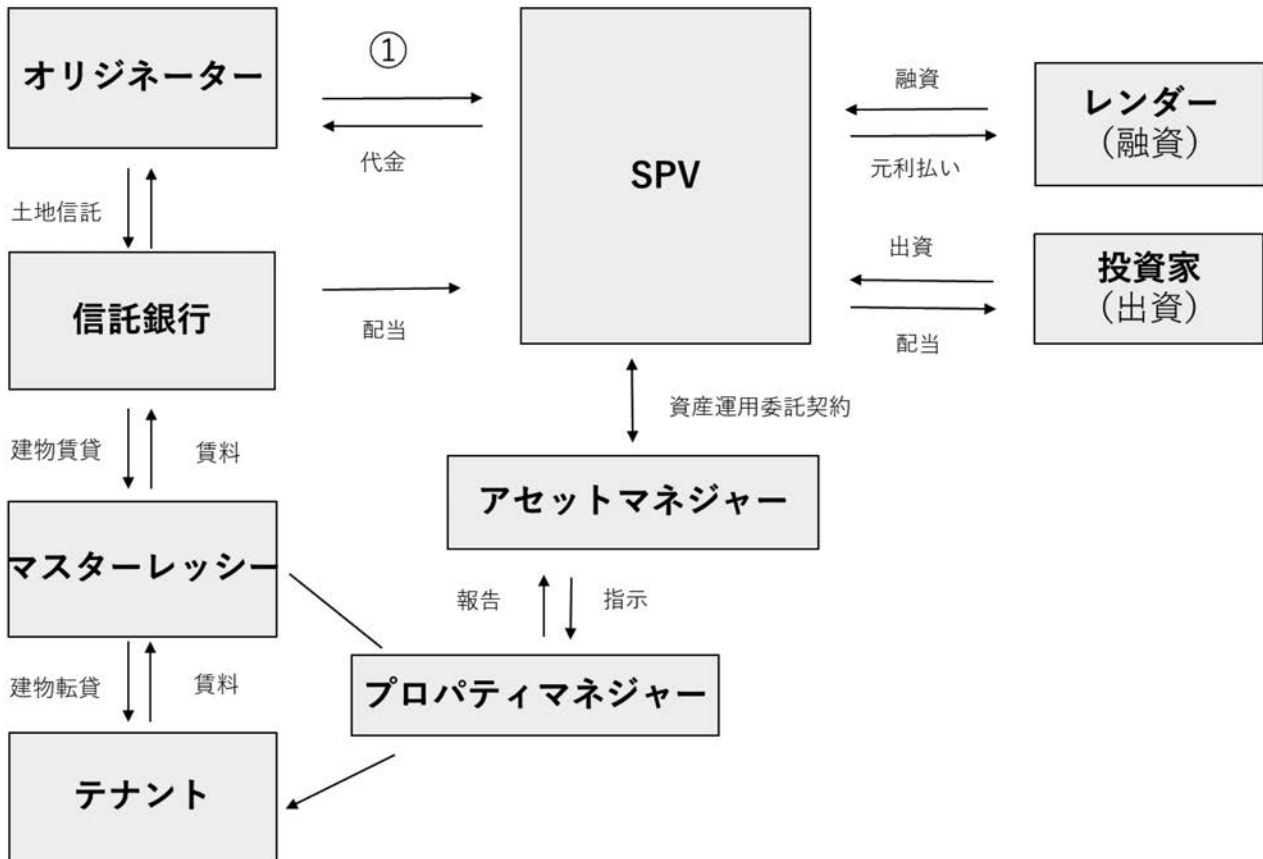 オリジネーター
①
代金
SPV
融資
元利払い
レンダー
（融資）
土地信託
信託銀行
配当
出資
配当
投資家
（出資）
建物賃貸
賃料
資産運用委託契約
マスターレッシー
アセットマネジャー
報告
指示
建物転貸
賃料
プロパティマネジャー
テナント